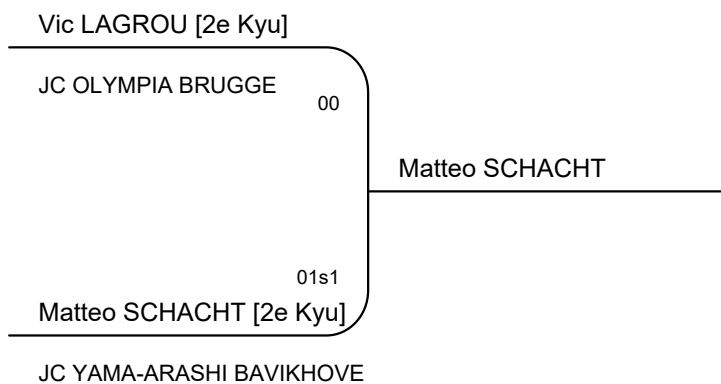 Vic LAGROU [2e Kyu]
JC OLYMPIA BRUGGE
00
Matteo SCHACHT
01s1
Matteo SCHACHT [2e Kyu]
JC YAMA-ARASHI BAVIKHOVE